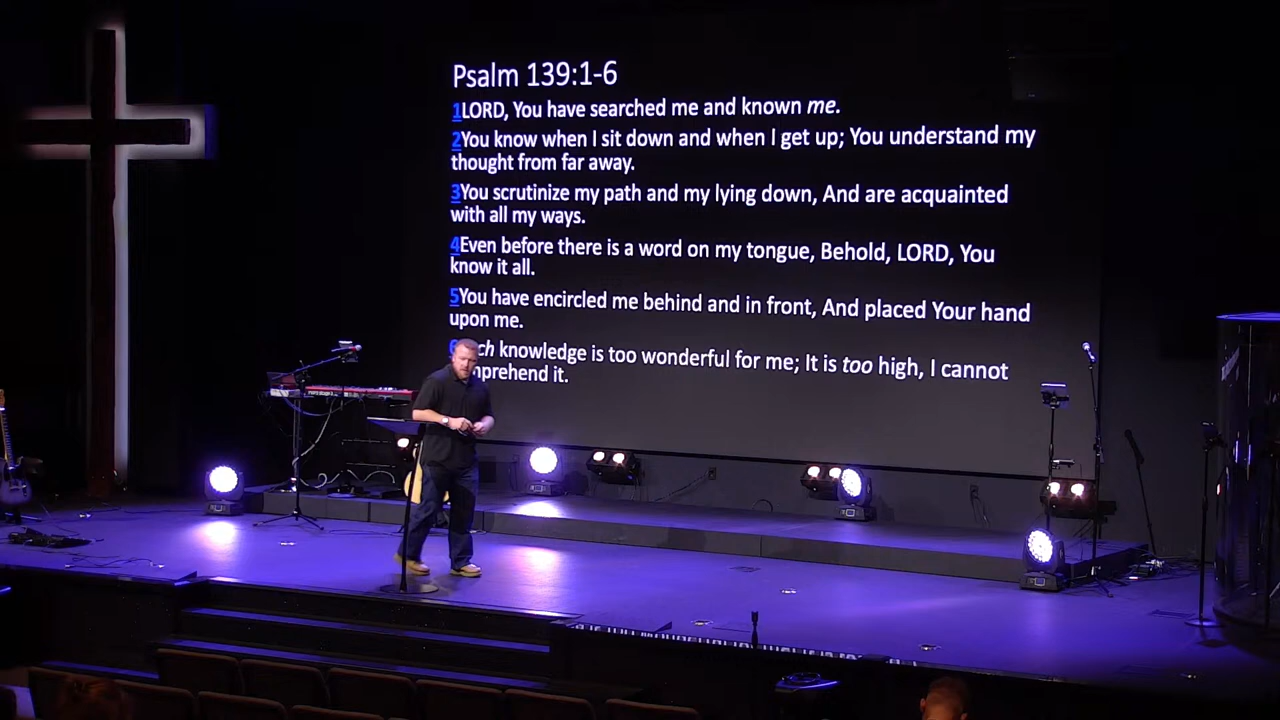 Psalm 139:1-6
1LORD, You have searched me and known me.
2You know when I sit down and when I get up; You understand my
thought from far away.
3You scrutinize my path and my lying down, And are acquainted
with all my ways.
4Even before there is a word on my tongue, Behold, LORD, You
know it all.
5You have encircled me behind and in front, And placed Your hand
upon me.
knowledge is too wonderful for me; It is too high, I cannot